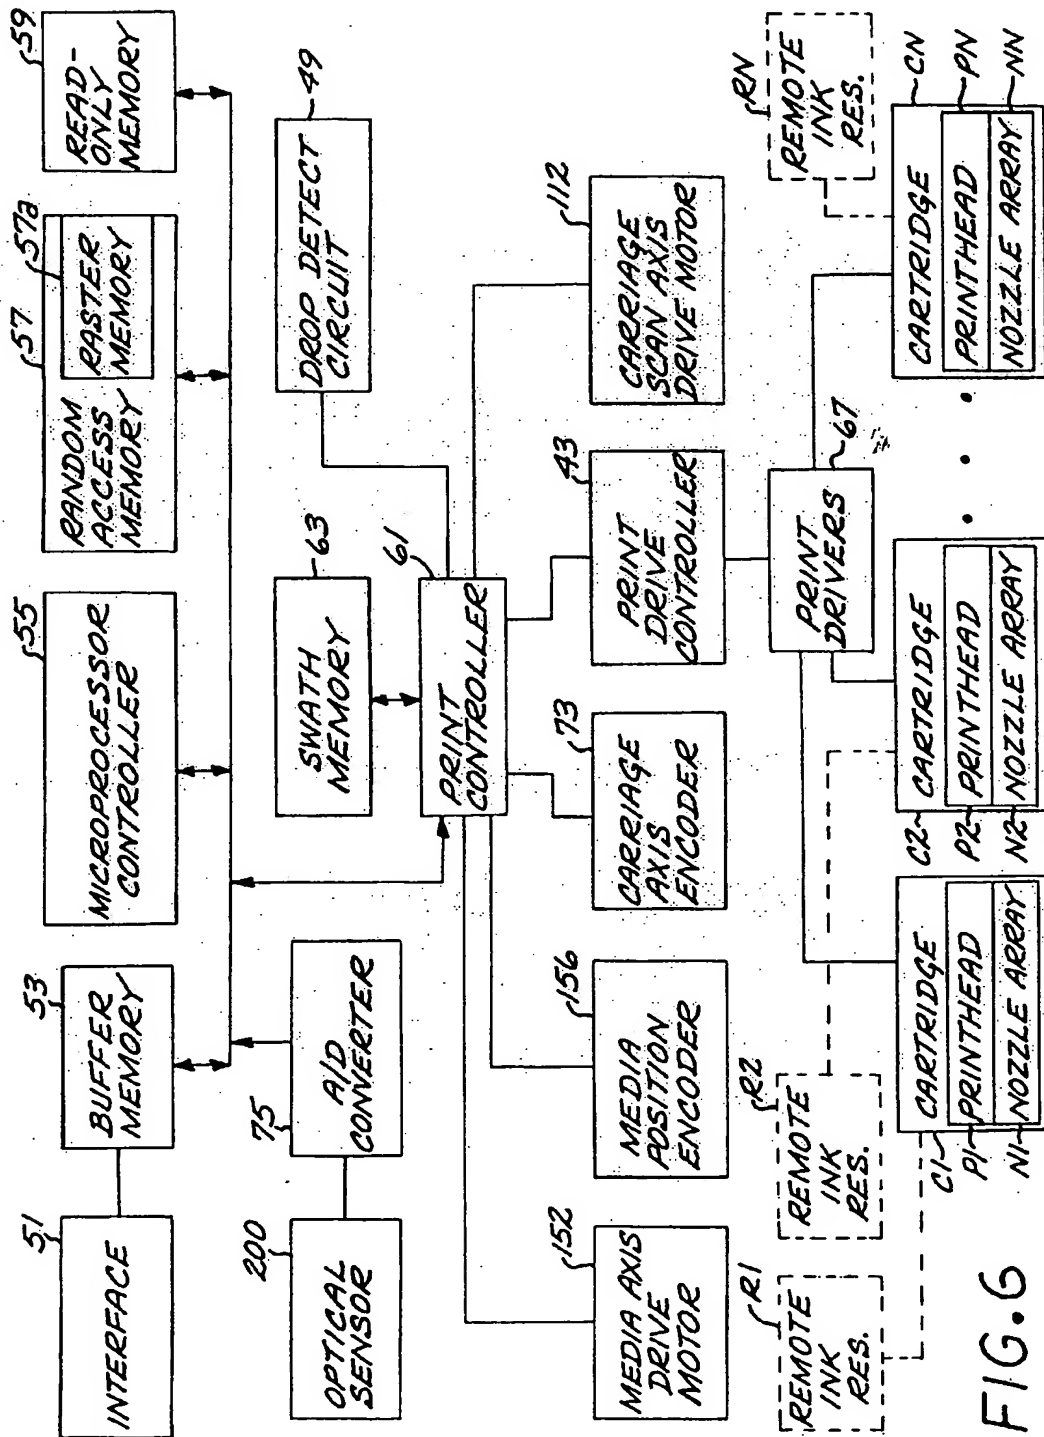 51
INTERFACE
53
BUFFER
MEMORY
55
MICROPROCESSOR
CONTROLLER
57
RANDOM
ACCESS
MEMORY
57a
RASTER
MEMORY
59
READ-
ONLY
MEMORY
200
OPTICAL
SENSOR
75
A/D
CONVERTER
63
SWATH
MEMORY
61
PRINT
CONTROLLER
49
DROP DETECT
CIRCUIT
152
MEDIA AXIS
DRIVE
MOTOR
156
MEDIA
POSITION
ENCODER
73
CARRIAGE
AXIS
ENCODER
43
PRINT
DRIVE
CONTROLLER
112
CARRIAGE
SCAN AXIS
DRIVE MOTOR
R1
REMOTE
INK
RES.
R2
REMOTE
INK
RES.
67
PRINT
DRIVERS
RN
REMOTE
INK
RES.
C1
CARTRIDGE
P1
PRINTHEAD
N1
NOZZLE ARRAY
C2
CARTRIDGE
P2
PRINTHEAD
N2
NOZZLE ARRAY
• • •
CARTRIDGE
CN
PRINTHEAD
PN
NOZZLE ARRAY
NN
FIG.6